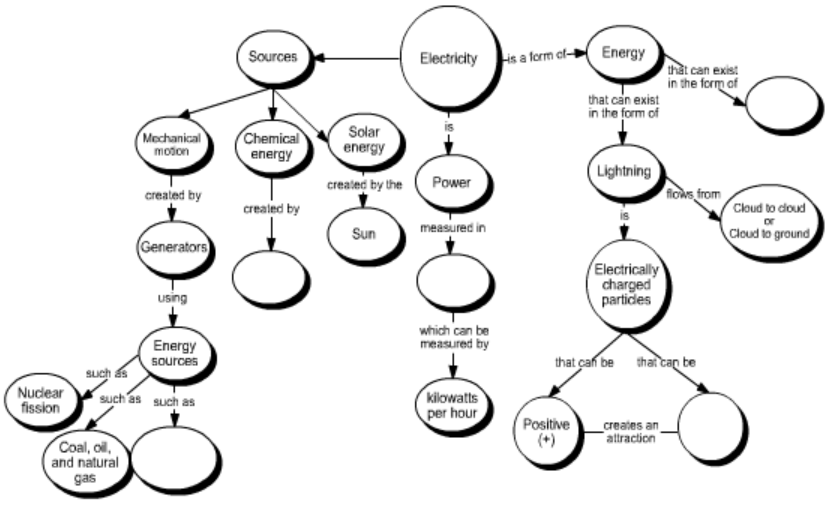 Sources
Electricity
is a form of
Energy
that can exist
in the form of
that can exist
in the form of
Mechanical
motion
Chemical
energy
Solar
energy
is
Power
Lightning
created by
created by
created by the
measured in
flows from
is
Cloud to cloud
or
Cloud to ground
Generators
Sun
using
Electrically
charged
particles
which can be
measured by
Energy
sources
such as
such as
such as
that can be
that can be
Nuclear
fission
kilowatts
per hour
Coal, oil,
and natural
gas
Positive
(+)
creates an
attraction